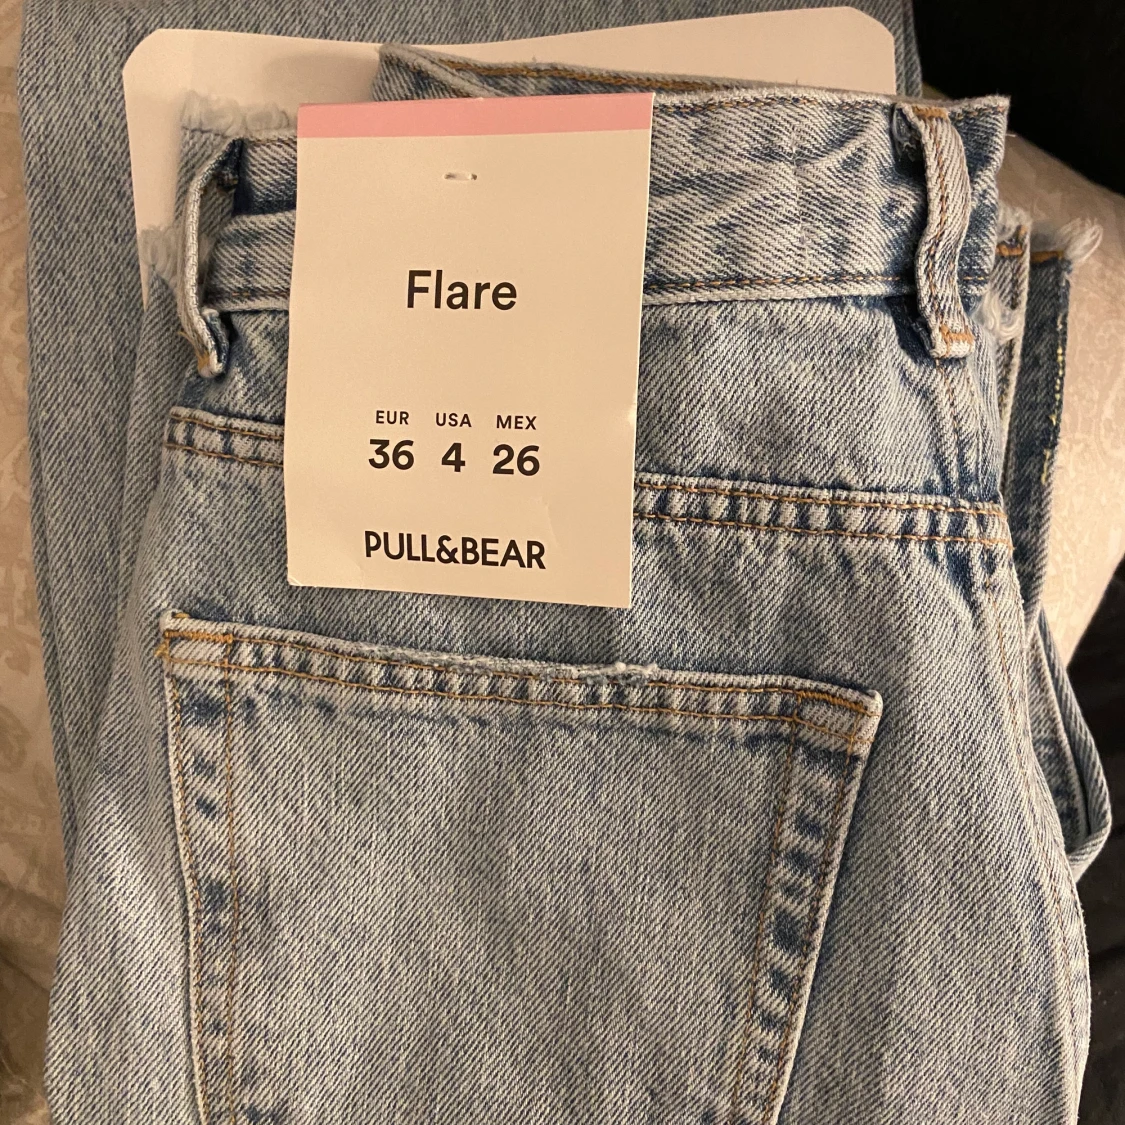 Flare
EUR USA MEX
36 4 26
PULL&BEAR